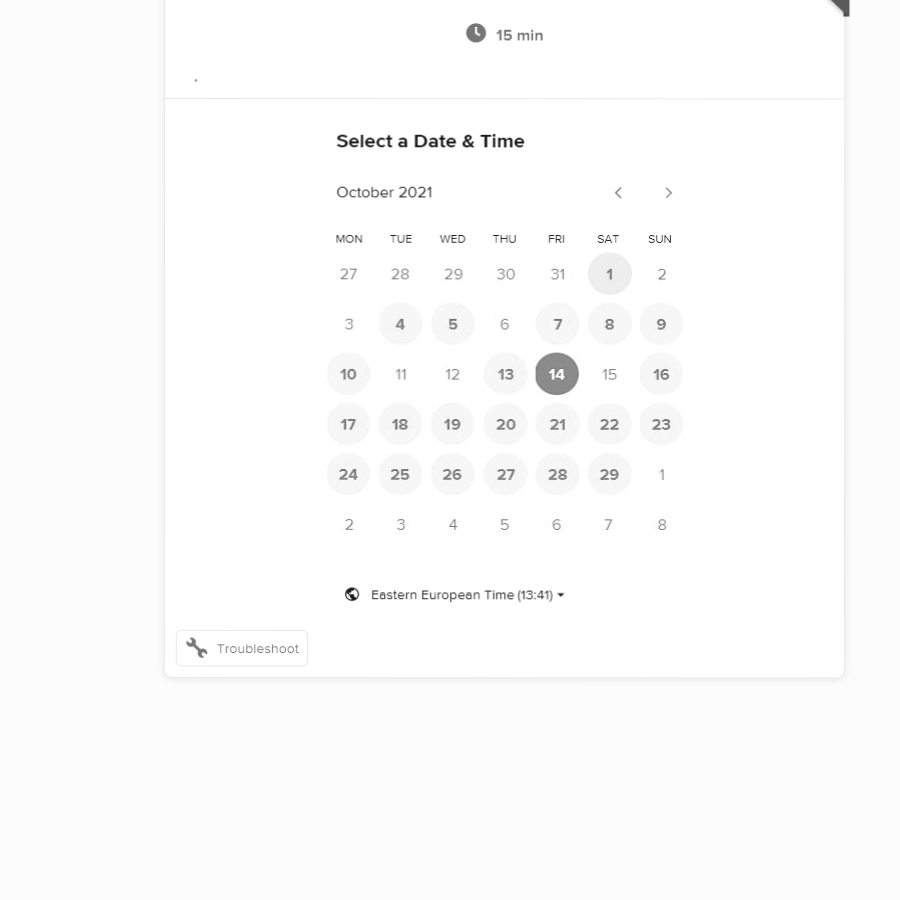 15 min
.
Select a Date & Time
October 2021
MON TUE WED THU FRI SAT SUN
27 28 29 30 31 1 2
3 4 5 6 7 8 9
10 11 12 13 14 15 16
17 18 19 20 21 22 23
24 25 26 27 28 29 1
2 3 4 5 6 7 8
Eastern European Time (13:41)
Troubleshoot